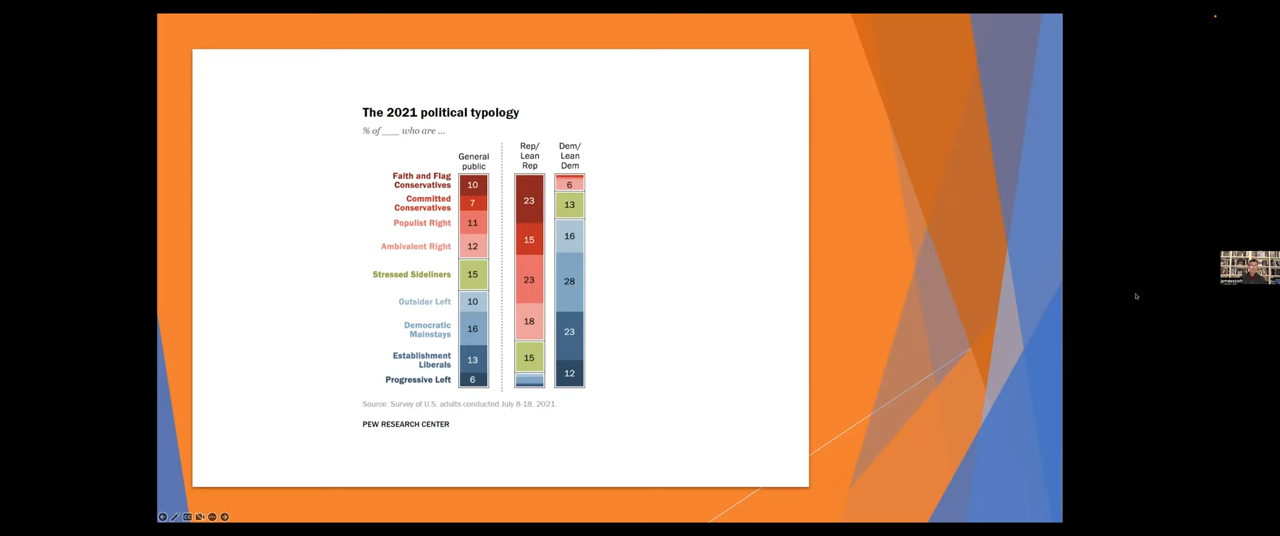 The 2021 political typology
% of ___ who are ...
General
public
Rep/
Lean
Rep
Dem/
Lean
Dem
Faith and Flag
Conservatives
10
Committed
Conservatives
7
Populist Right
11
Ambivalent Right
12
Stressed Sideliners
15
Outsider Left
10
Democratic
Mainstays
16
Establishment
Liberals
13
Progressive Left
6
23
15
23
18
15
6
13
16
28
23
12
Source: Survey of U.S. adults conducted July 8-18, 2021.
PEW RESEARCH CENTER